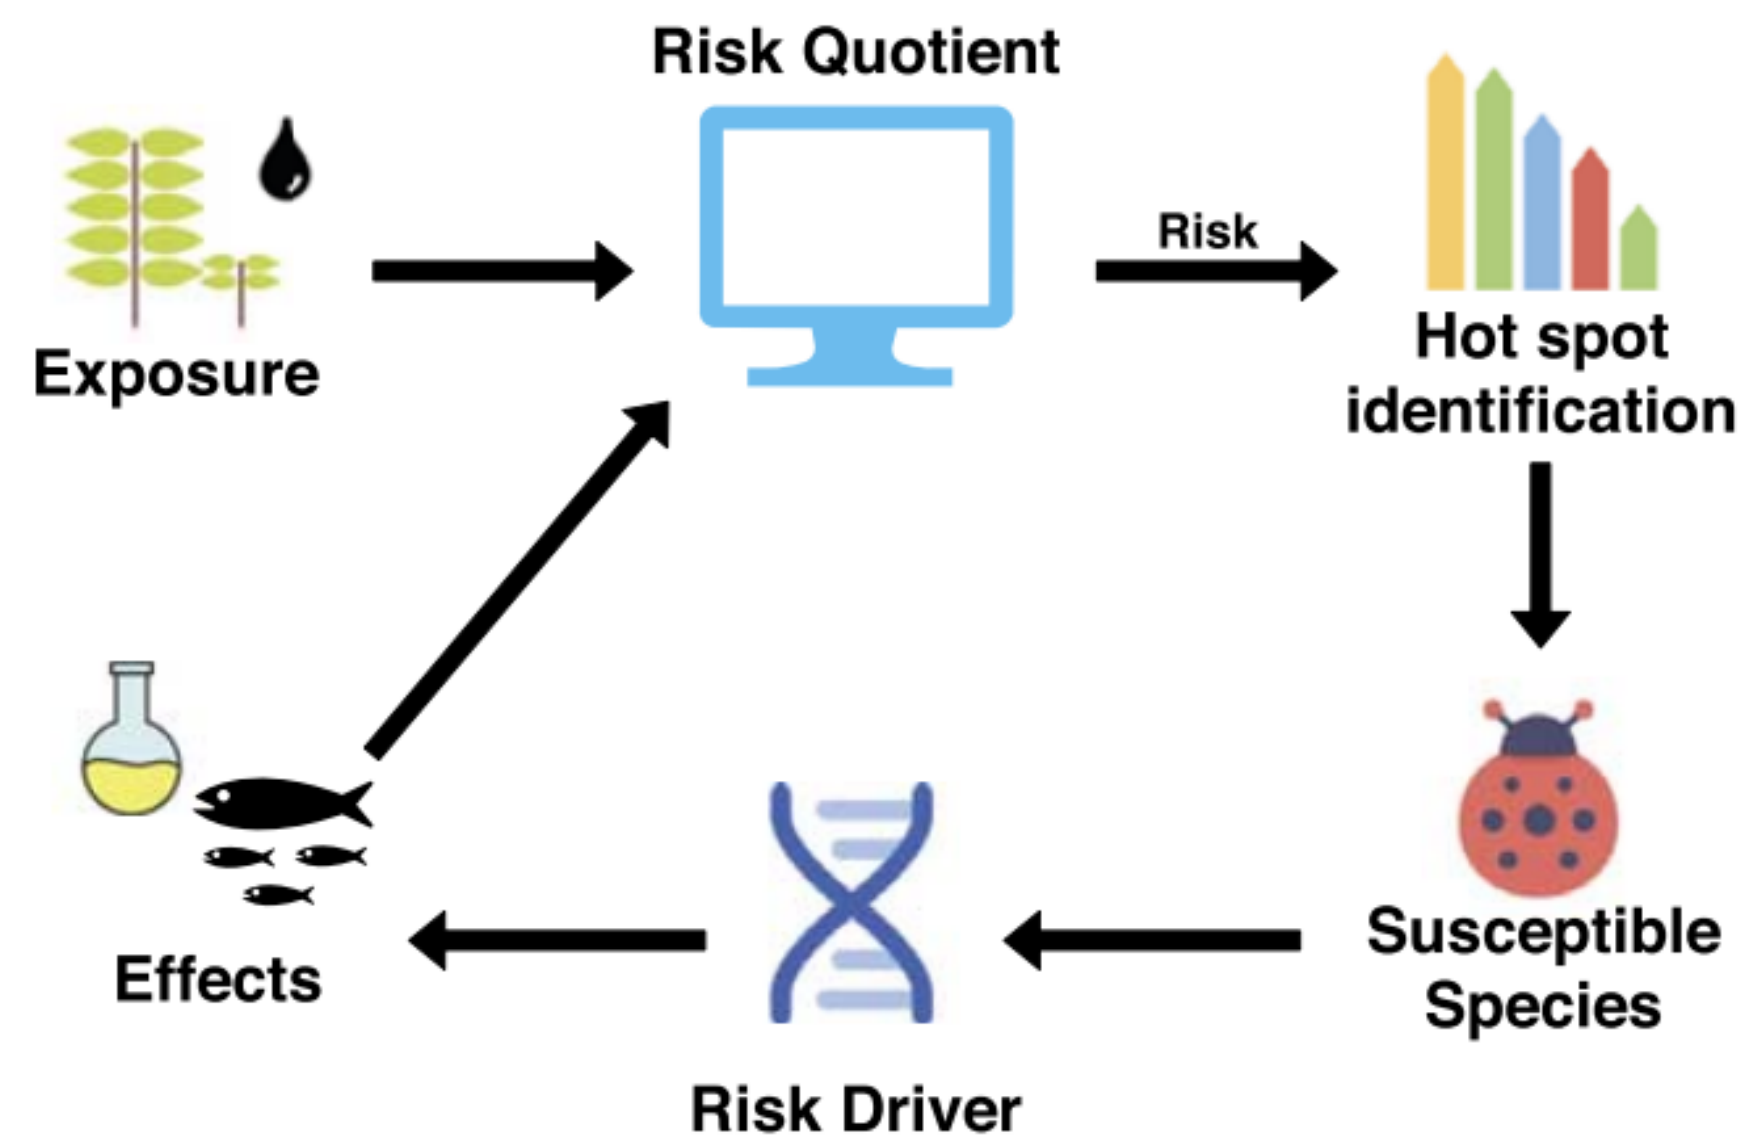 Risk Quotient
Exposure
Risk
Hot spot
identification
Susceptible
Species
Risk Driver
Effects